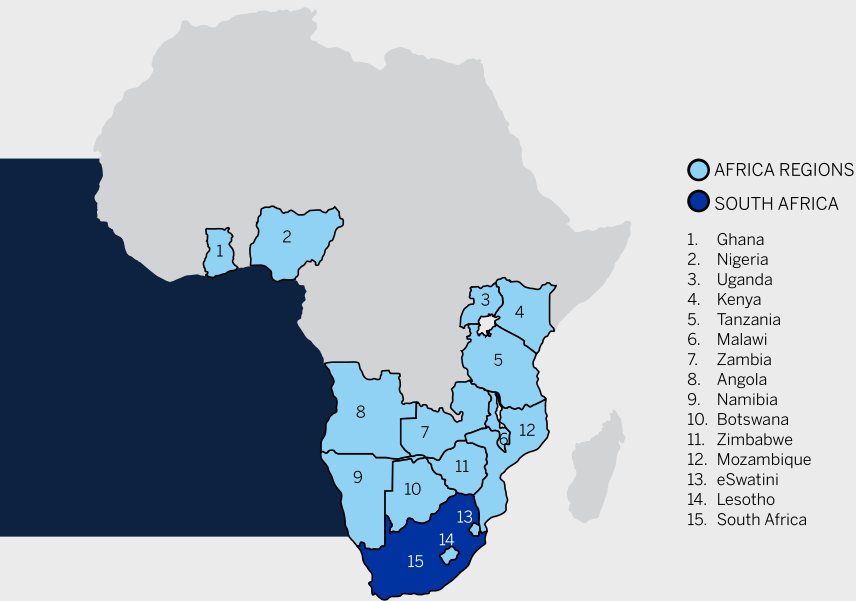 AFRICA REGIONS
SOUTH AFRICA
1. Ghana
2. Nigeria
3. Uganda
4. Kenya
5. Tanzania
6. Malawi
7. Zambia
8. Angola
9. Namibia
10. Botswana
11. Zimbabwe
12. Mozambique
13. eSwatini
14. Lesotho
15. South Africa
1
2
3
4
5
8
7
6
12
9
10
11
13
14
15